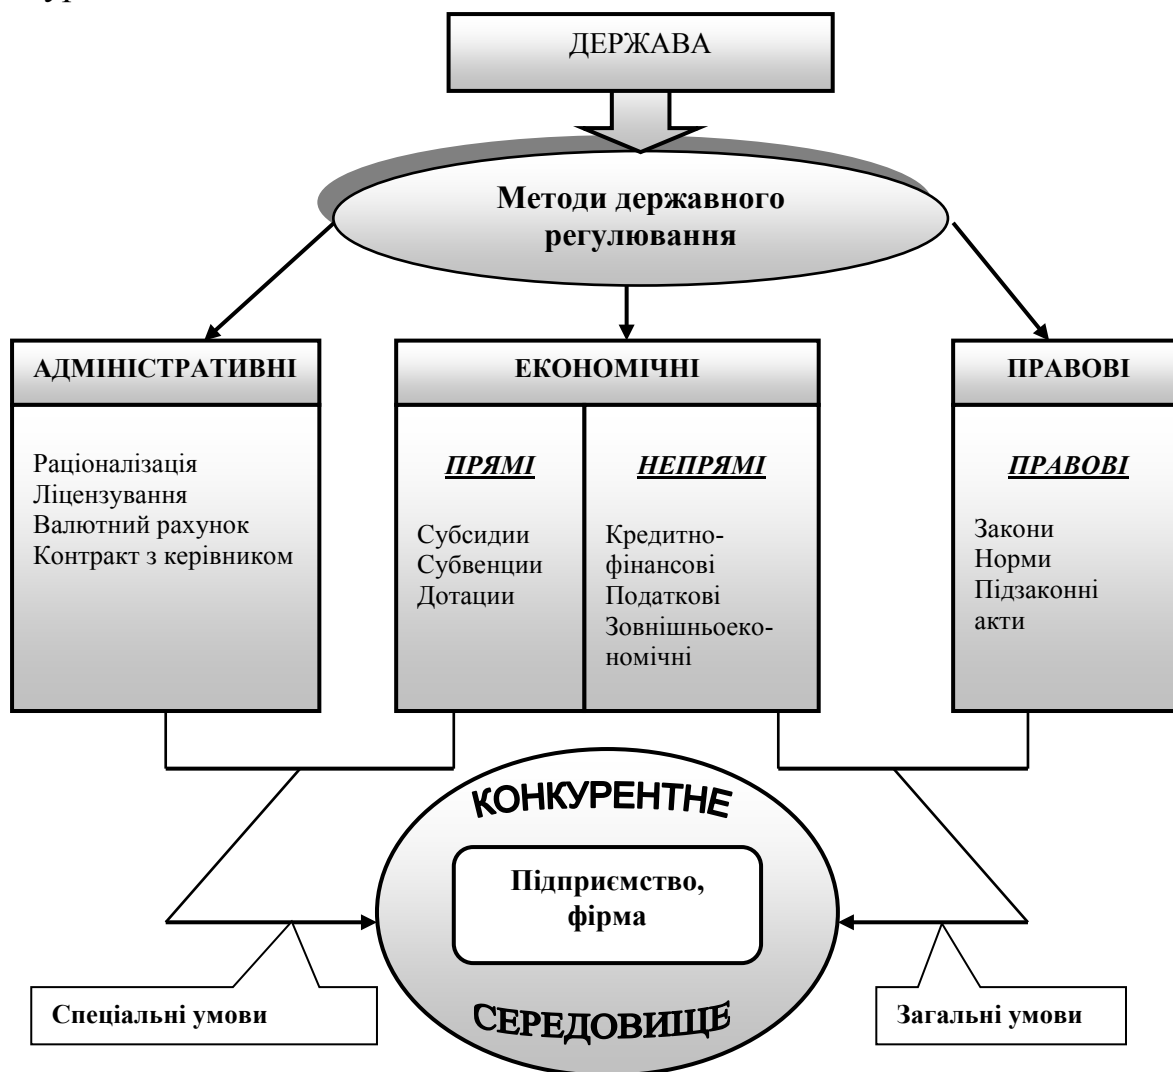 ДЕРЖАВА
Методи державного
регулювання
АДМІНІСТРАТИВНІ
Раціоналізація
Ліцензування
Валютний рахунок
Контракт з керівником
ЕКОНОМІЧНІ
ПРЯМІ
Субсидии
Субвенции
Дотации
НЕПРЯМІ
Кредитно-
фінансові
Податкові
Зовнішньоеко-
номічні
ПРАВОВІ
ПРАВОВІ
Закони
Норми
Підзаконні
акти
КОНКУРЕНТНЕ
Підприємство,
фірма
СЕРЕДОВИЩЕ
Спеціальні умови
Загальні умови